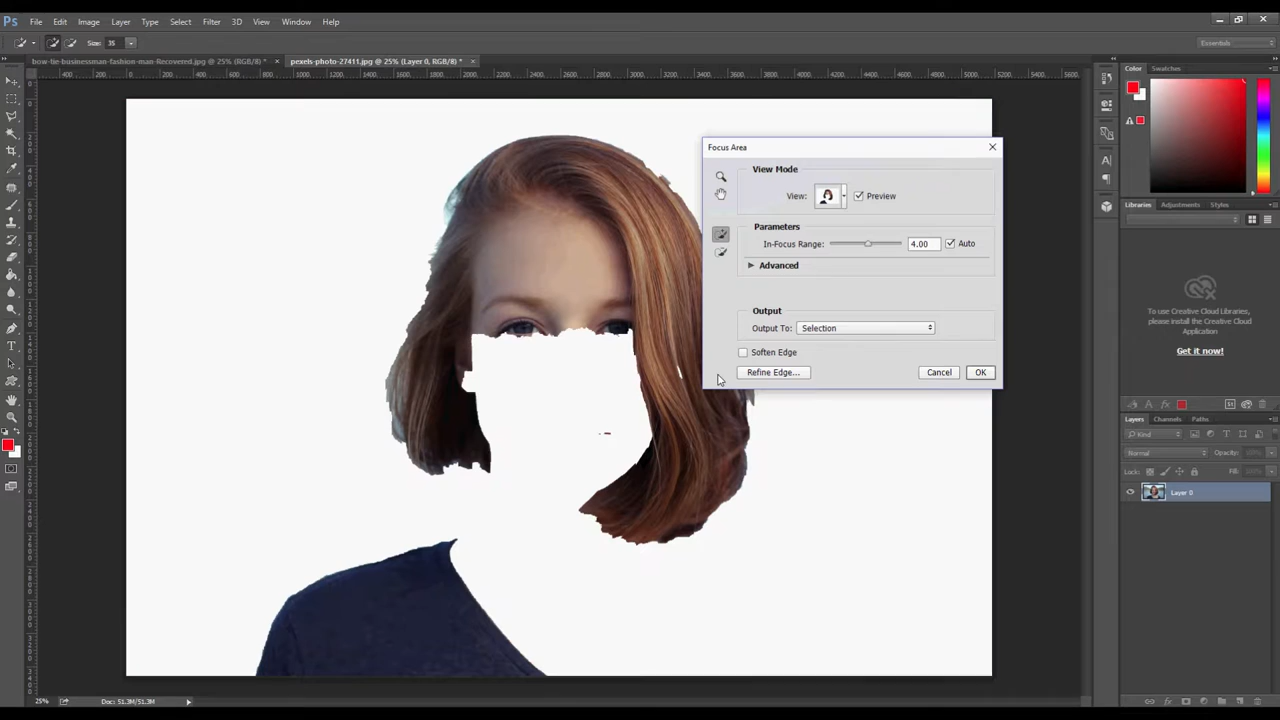 Ps File Edit Image Layer Type Select Filter 3D View Window Help
Size: 35 Essentials
bow-tie-businessman-fashion-man-Recovered.jpg @ 25% (RGB/8) * × pexels-photo-27411.jpg @ 25% (Layer 0, RGB/8) * ×
Color Swatches
Focus Area
View Mode
View: Preview
Parameters
In-Focus Range: 4.00 Auto
Advanced
Output
Output To: Selection
Soften Edge
Refine Edge... Cancel OK
Libraries Adjustments Styles
To use Creative Cloud Libraries,
please install the Creative Cloud
Application
Get it now!
Layers Channels Paths
Kind
Normal Opacity:
Lock: Fill:
Layer 0
25% Doc: 51.3M/51.3M